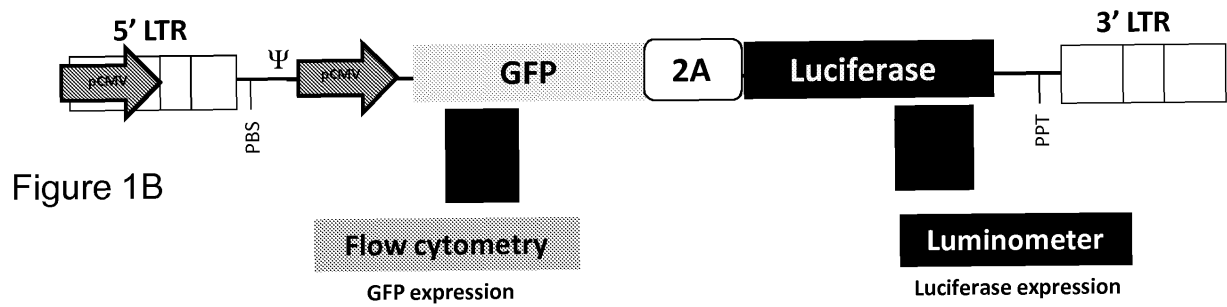 5' LTR
3' LTR
Ψ
pCMV
pCMV
GFP
2A
Luciferase
PBS
PPT
Figure 1B
Flow cytometry
Luminometer
GFP expression
Luciferase expression